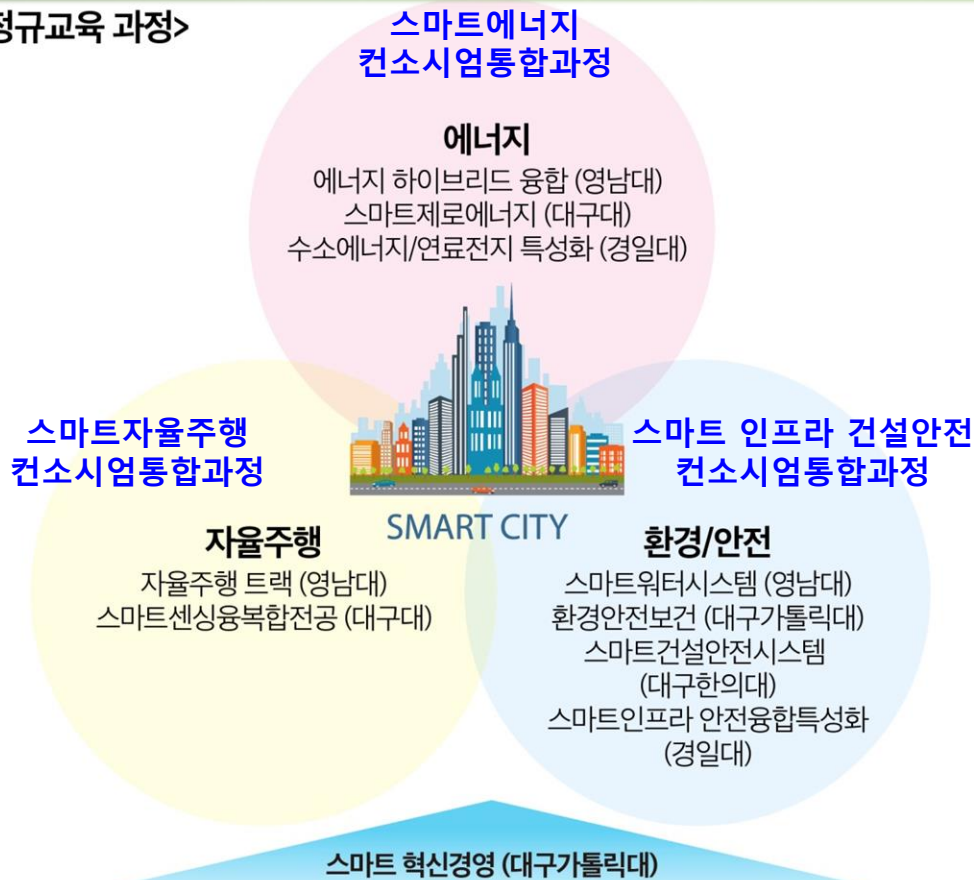 정규교육 과정>
스마트에너지
컨소시엄통합과정
에너지
에너지 하이브리드 융합 (영남대)
스마트제로에너지 (대구대)
수소에너지/연료전지 특성화 (경일대)
스마트자율주행
컨소시엄통합과정
스마트 인프라 건설안전
컨소시엄통합과정
SMART CITY
자율주행
자율주행 트랙 (영남대)
스마트센싱융복합전공 (대구대)
환경/안전
스마트워터시스템 (영남대)
환경안전보건 (대구가톨릭대)
스마트건설안전시스템
(대구한의대)
스마트인프라 안전융합특성화
(경일대)
스마트 혁신경영 (대구가톨릭대)